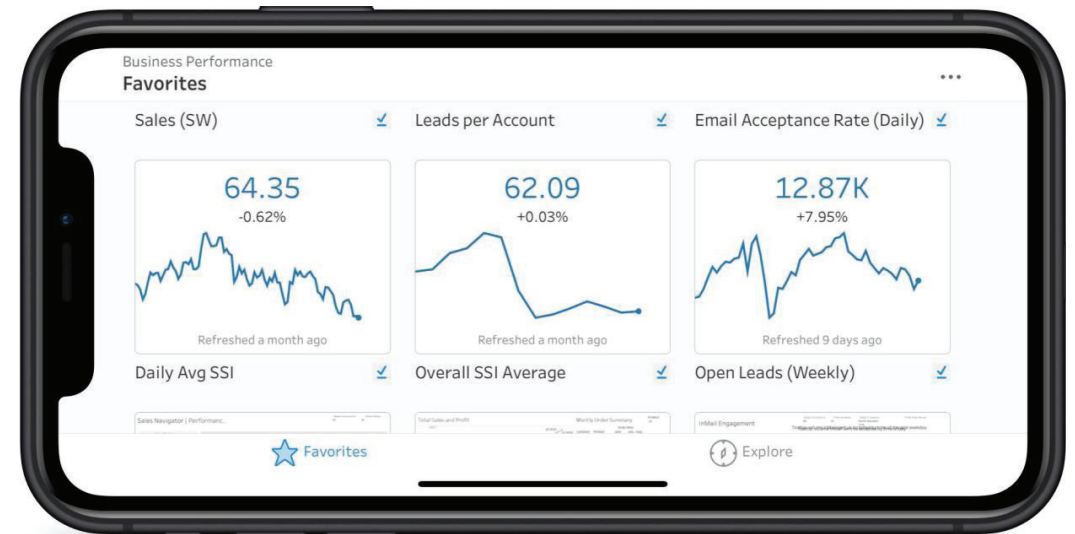 Business Performance
Favorites
Sales (SW)
Leads per Account
Email Acceptance Rate (Daily)
64.35
-0.62%
Refreshed a month ago
62.09
+0.03%
Refreshed a month ago
12.87K
+7.95%
Refreshed 9 days ago
Daily Avg SSI
Overall SSI Average
Open Leads (Weekly)
Sales Navigator | Performanc..
Total Sales and Profit
Monthly Order Summary
InMail Engagement
Favorites
Explore